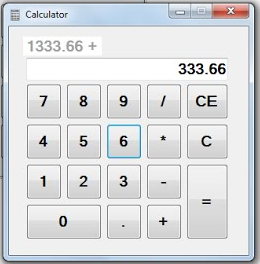 Calculator
1333.66 +
333.66
7 8 9 / CE
4 5 6 * C
1 2 3 - =
0 . +